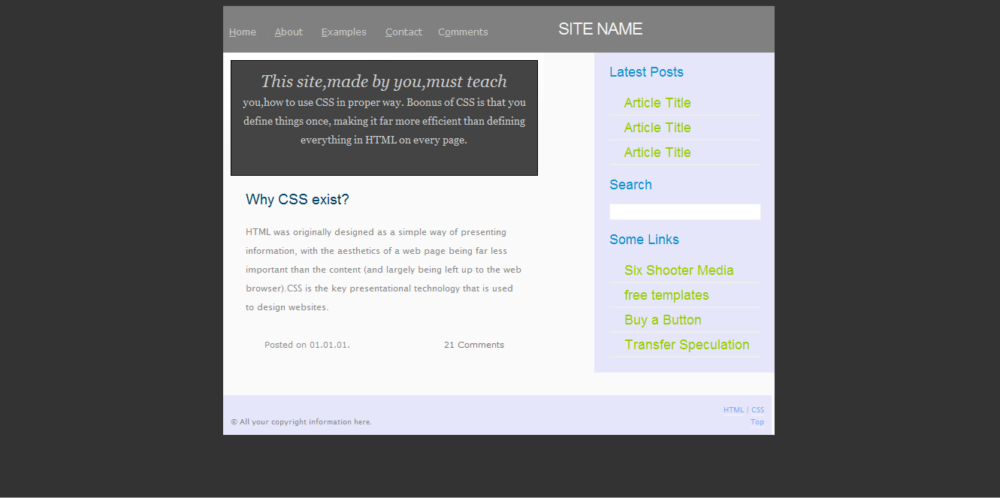 Home About Examples Contact Comments
SITE NAME
This site,made by you,must teach
you,how to use CSS in proper way. Boonus of CSS is that you
define things once, making it far more efficient than defining
everything in HTML on every page.
Why CSS exist?
HTML was originally designed as a simple way of presenting
information, with the aesthetics of a web page being far less
important than the content (and largely being left up to the web
browser).CSS is the key presentational technology that is used
to design websites.
Posted on 01.01.01. 21 Comments
Latest Posts
Article Title
Article Title
Article Title
Search
Some Links
Six Shooter Media
free templates
Buy a Button
Transfer Speculation
HTML | CSS
© All your copyright information here. Top